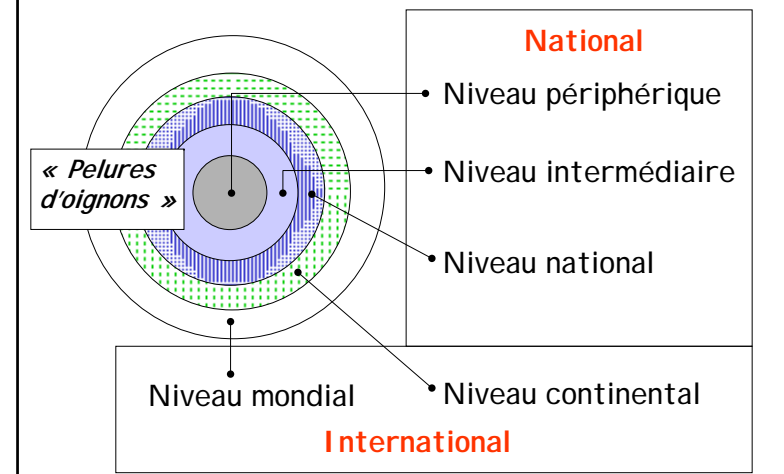 National
Niveau périphérique
« Pelures
d'oignons »
Niveau intermédiaire
Niveau national
Niveau mondial
Niveau continental
International